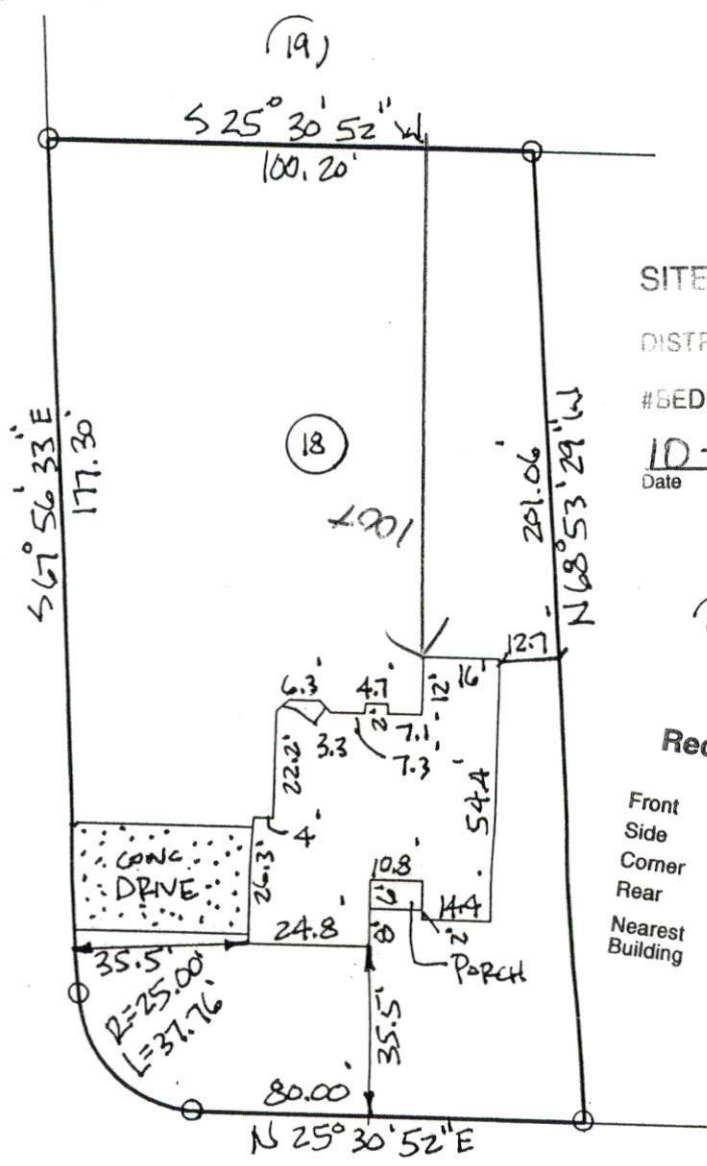 19
S 25° 30' 52" W
100.20'
S 67° 56' 33" E
177.30'
18
100'
201.06'
N 68° 53' 29" W
SITE
#BED
10-
Date
12.7'
16'
12'
6.3'
4.7'
2'
7.1'
3.3
7.3'
22.2'
4'
54.4'
CONC
DRIVE
26.3'
10.8'
6'
14.4
2'
8'
24.8'
PORCH
35.5'
R=25.00'
L=37.76'
35.5'
80.00'
N 25° 30' 52" E
Rec
Front
Side
Corner
Rear
Nearest
Building